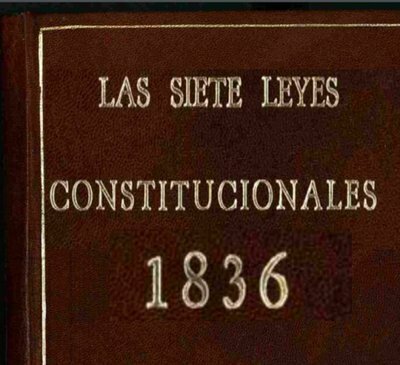 LAS SIETE LEYES
CONSTITUCIONALES
1836